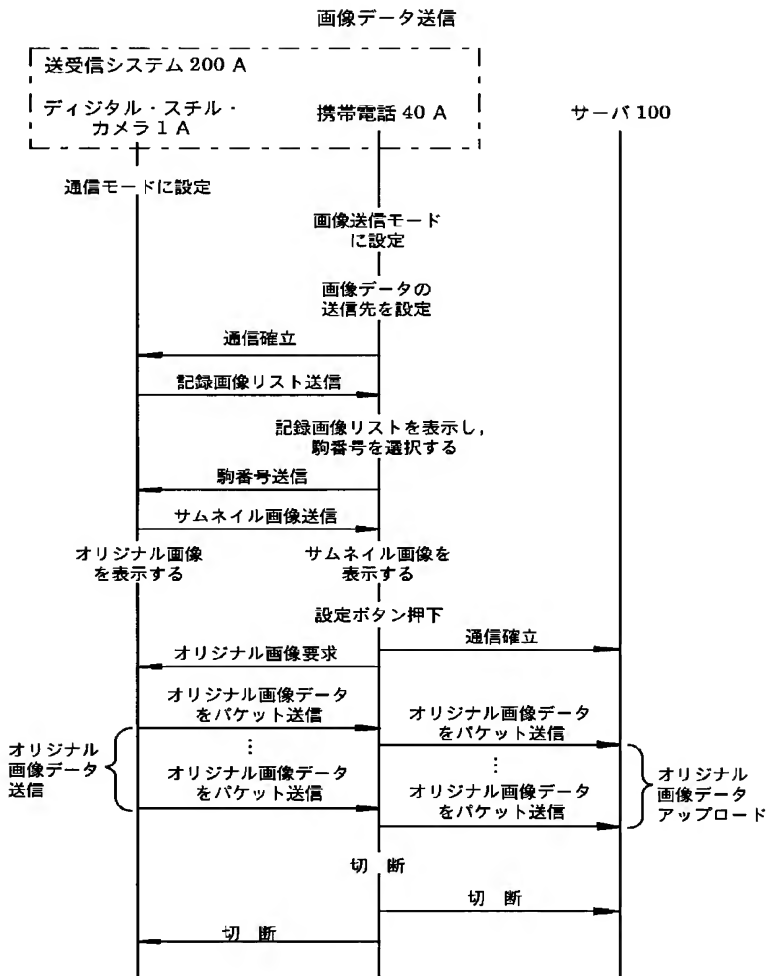 画像データ送信
送受信システム 200 A
ディジタル・スチル・
カメラ 1 A
携帯電話 40 A
サーバ 100
通信モードに設定
画像送信モード
に設定
画像データの
送信先を設定
通信確立
記録画像リスト送信
記録画像リストを表示し,
駒番号を選択する
駒番号送信
サムネイル画像送信
オリジナル画像
を表示する
サムネイル画像を
表示する
設定ボタン押下
通信確立
オリジナル画像要求
オリジナル画像データ
をパケット送信
オリジナル画像データ
をパケット送信
オリジナル
画像データ
送信
オリジナル画像データ
をパケット送信
オリジナル画像データ
をパケット送信
オリジナル
画像データ
アップロード
切 断
切 断
切 断